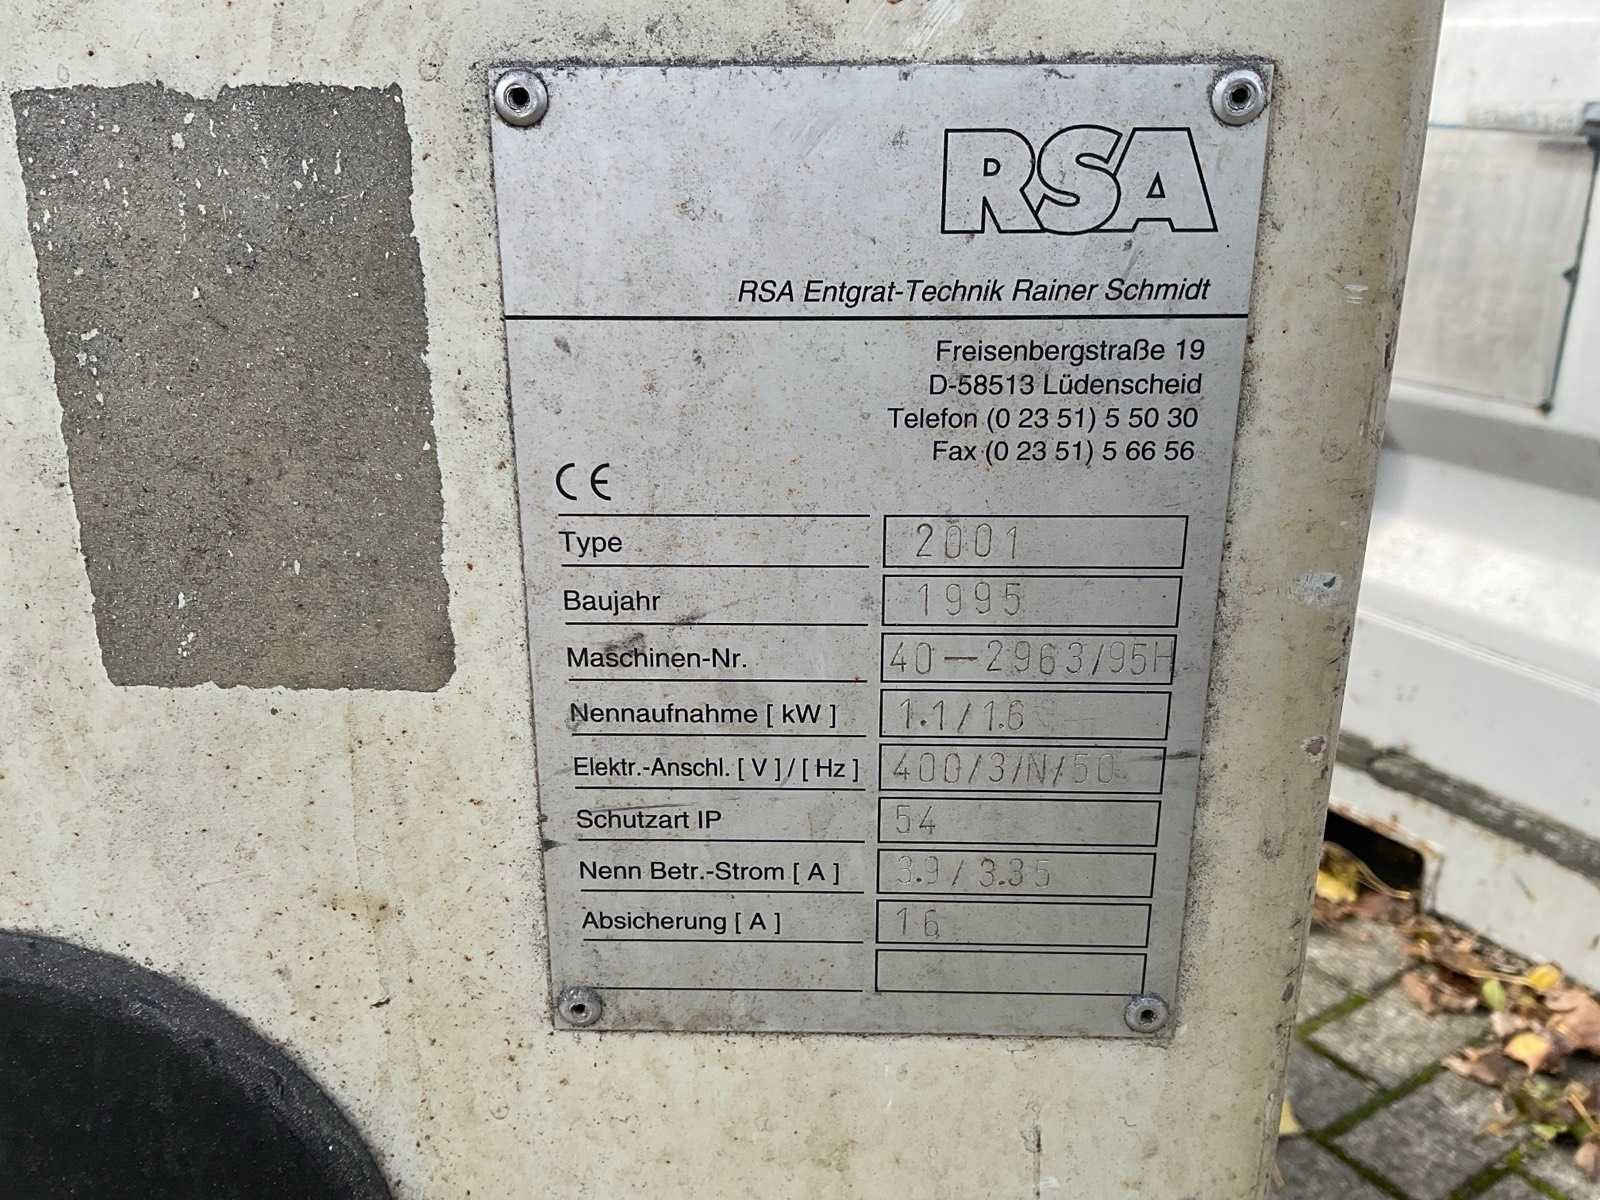 RSA
RSA Entgrat-Technik Rainer Schmidt
Freisenbergstraße 19
D-58513 Lüdenscheid
Telefon (0 23 51) 5 50 30
Fax (0 23 51) 5 66 56
CE
Type 2001
Baujahr 1995
Maschinen-Nr. 40-2963/95H
Nennaufnahme [ kW ] 1.1/1.6
Elektr.-Anschl. [ V ] / [ Hz ] 400/3/N/50
Schutzart IP 54
Nenn Betr.-Strom [ A ] 3.9/3.35
Absicherung [ A ] 16